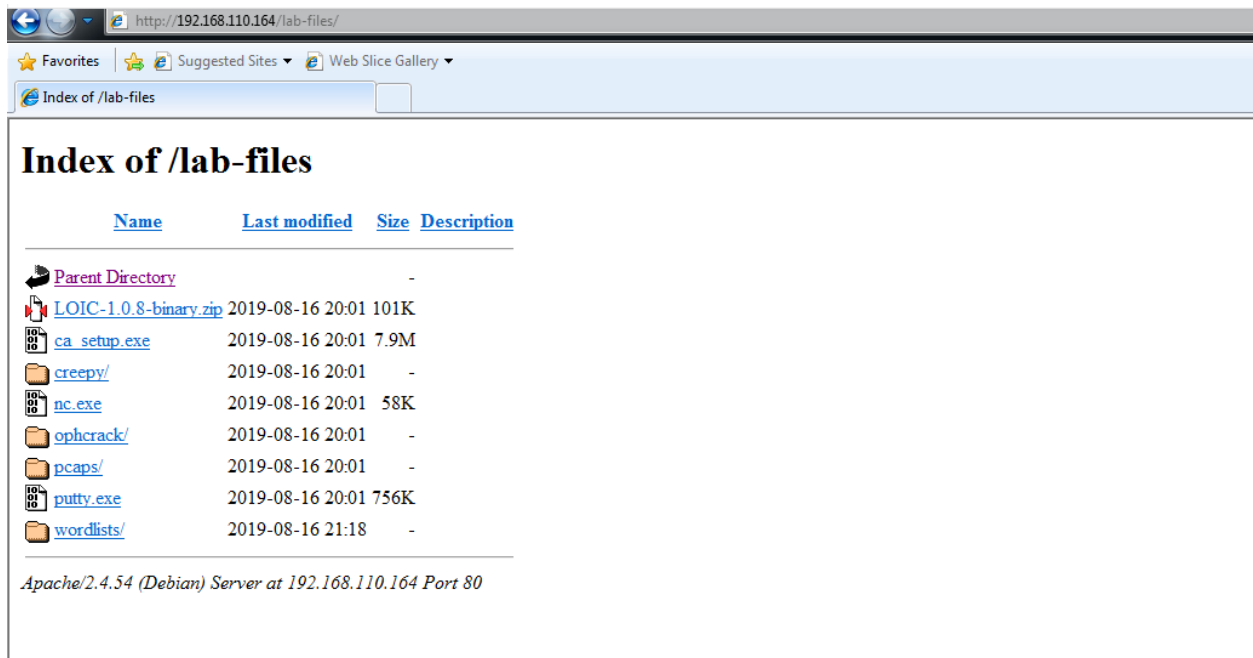 http://192.168.110.164/lab-files/
Favorites Suggested Sites Web Slice Gallery
Index of /lab-files
Index of /lab-files
Name Last modified Size Description
Parent Directory -
LOIC-1.0.8-binary.zip 2019-08-16 20:01 101K
ca_setup.exe 2019-08-16 20:01 7.9M
creepy/ 2019-08-16 20:01 -
nc.exe 2019-08-16 20:01 58K
ophcrack/ 2019-08-16 20:01 -
pcaps/ 2019-08-16 20:01 -
putty.exe 2019-08-16 20:01 756K
wordlists/ 2019-08-16 21:18 -
Apache/2.4.54 (Debian) Server at 192.168.110.164 Port 80